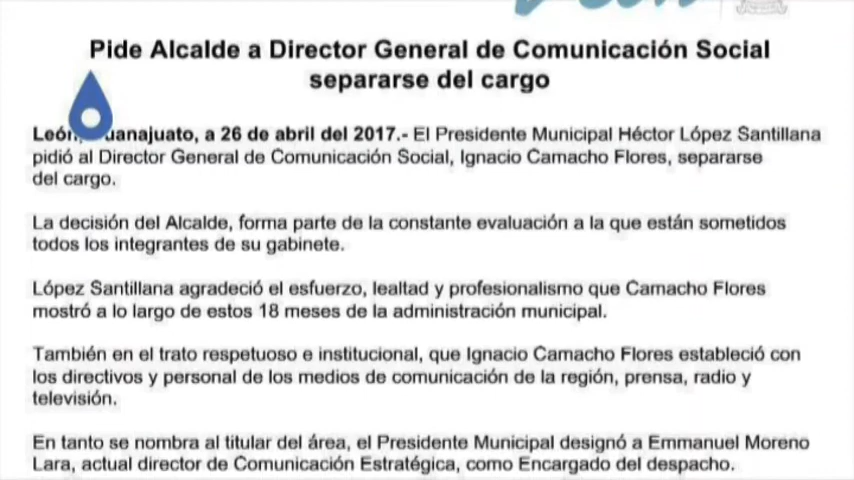 Pide Alcalde a Director General de Comunicación Social
separarse del cargo
León, Guanajuato, a 26 de abril del 2017.- El Presidente Municipal Héctor López Santillana
pidió al Director General de Comunicación Social, Ignacio Camacho Flores, separarse
del cargo.
La decisión del Alcalde, forma parte de la constante evaluación a la que están sometidos
todos los integrantes de su gabinete.
López Santillana agradeció el esfuerzo, lealtad y profesionalismo que Camacho Flores
mostró a lo largo de estos 18 meses de la administración municipal.
También en el trato respetuoso e institucional, que Ignacio Camacho Flores estableció con
los directivos y personal de los medios de comunicación de la región, prensa, radio y
televisión.
En tanto se nombra al titular del área, el Presidente Municipal designó a Emmanuel Moreno
Lara, actual director de Comunicación Estratégica, como Encargado del despacho.